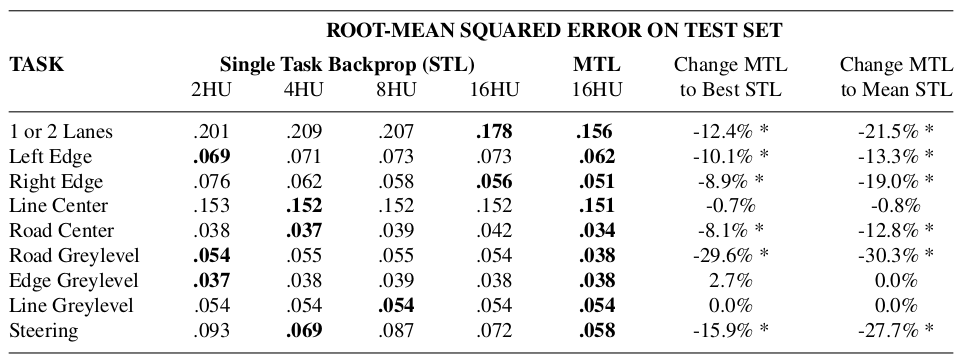 ROOT-MEAN SQUARED ERROR ON TEST SET
TASK Single Task Backprop (STL) MTL Change MTL Change MTL
2HU 4HU 8HU 16HU 16HU to Best STL to Mean STL
1 or 2 Lanes .201 .209 .207 .178 .156 -12.4% * -21.5% *
Left Edge .069 .071 .073 .073 .062 -10.1% * -13.3% *
Right Edge .076 .062 .058 .056 .051 -8.9% * -19.0% *
Line Center .153 .152 .152 .152 .151 -0.7% -0.8%
Road Center .038 .037 .039 .042 .034 -8.1% * -12.8% *
Road Greylevel .054 .055 .055 .054 .038 -29.6% * -30.3% *
Edge Greylevel .037 .038 .039 .038 .038 2.7% 0.0%
Line Greylevel .054 .054 .054 .054 .054 0.0% 0.0%
Steering .093 .069 .087 .072 .058 -15.9% * -27.7% *